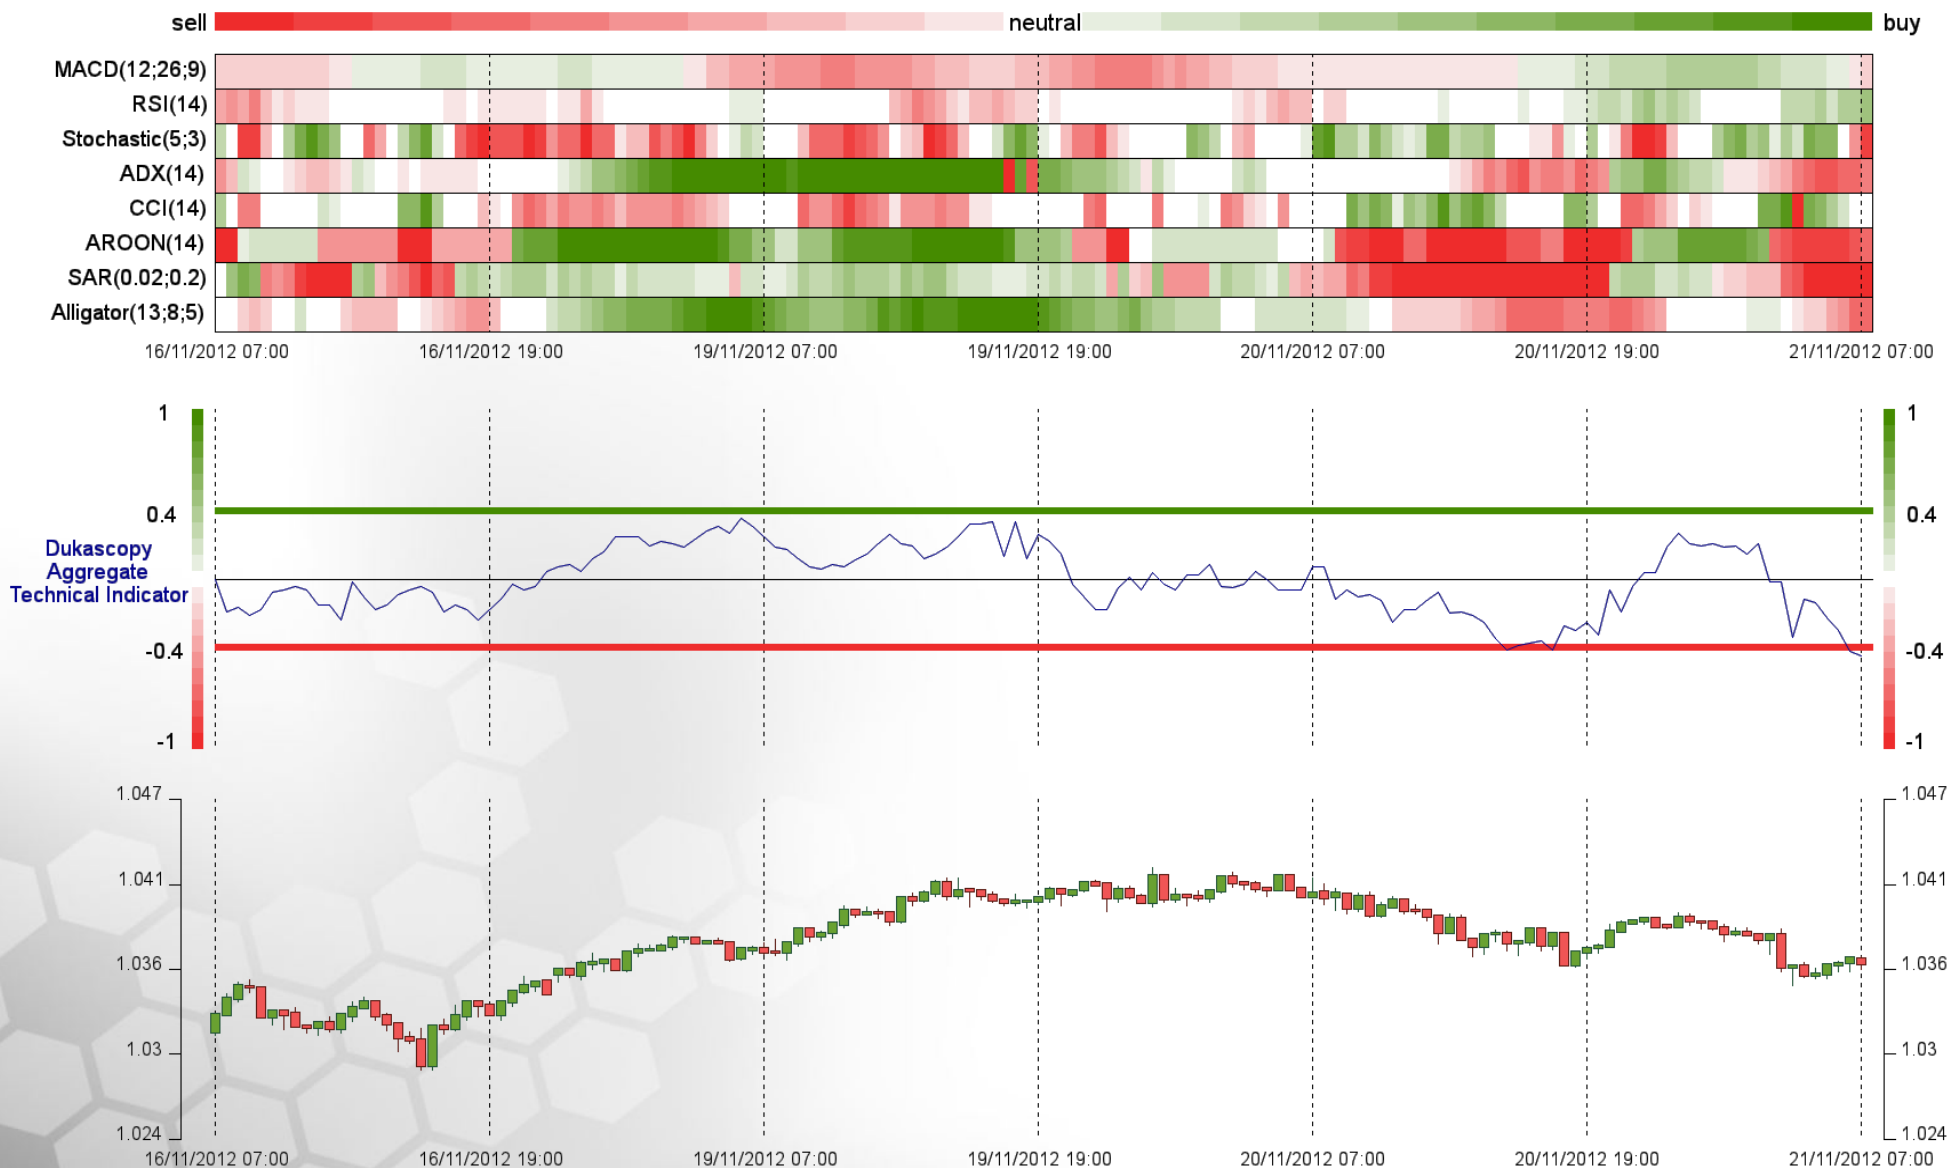 sell neutral buy
MACD(12;26;9)
RSI(14)
Stochastic(5;3)
ADX(14)
CCI(14)
AROON(14)
SAR(0.02;0.2)
Alligator(13;8;5)
16/11/2012 07:00 16/11/2012 19:00 19/11/2012 07:00 19/11/2012 19:00 20/11/2012 07:00 20/11/2012 19:00 21/11/2012 07:00
1 1
0.4 0.4
Dukascopy
Aggregate
Technical Indicator
-0.4 -0.4
-1 -1
1.047 1.047
1.041 1.041
1.036 1.036
1.03 1.03
1.024 1.024
16/11/2012 07:00 16/11/2012 19:00 19/11/2012 07:00 19/11/2012 19:00 20/11/2012 07:00 20/11/2012 19:00 21/11/2012 07:00